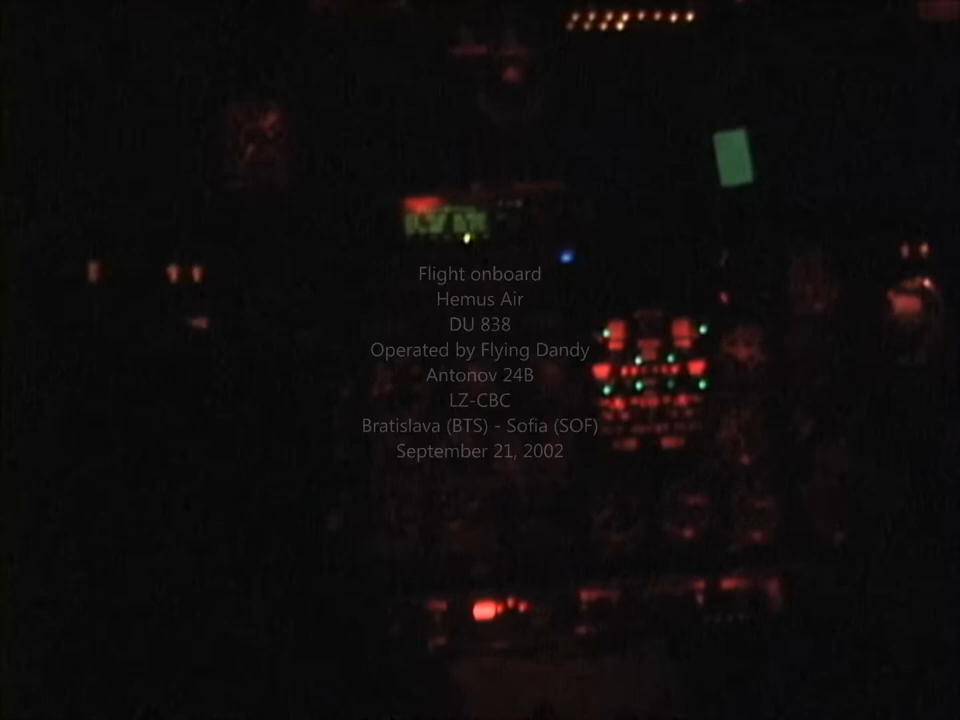 Flight onboard
Hemus Air
DU 838
Operated by Flying Dandy
Antonov 24B
LZ-CBC
Bratislava (BTS) - Sofia (SOF)
September 21, 2002